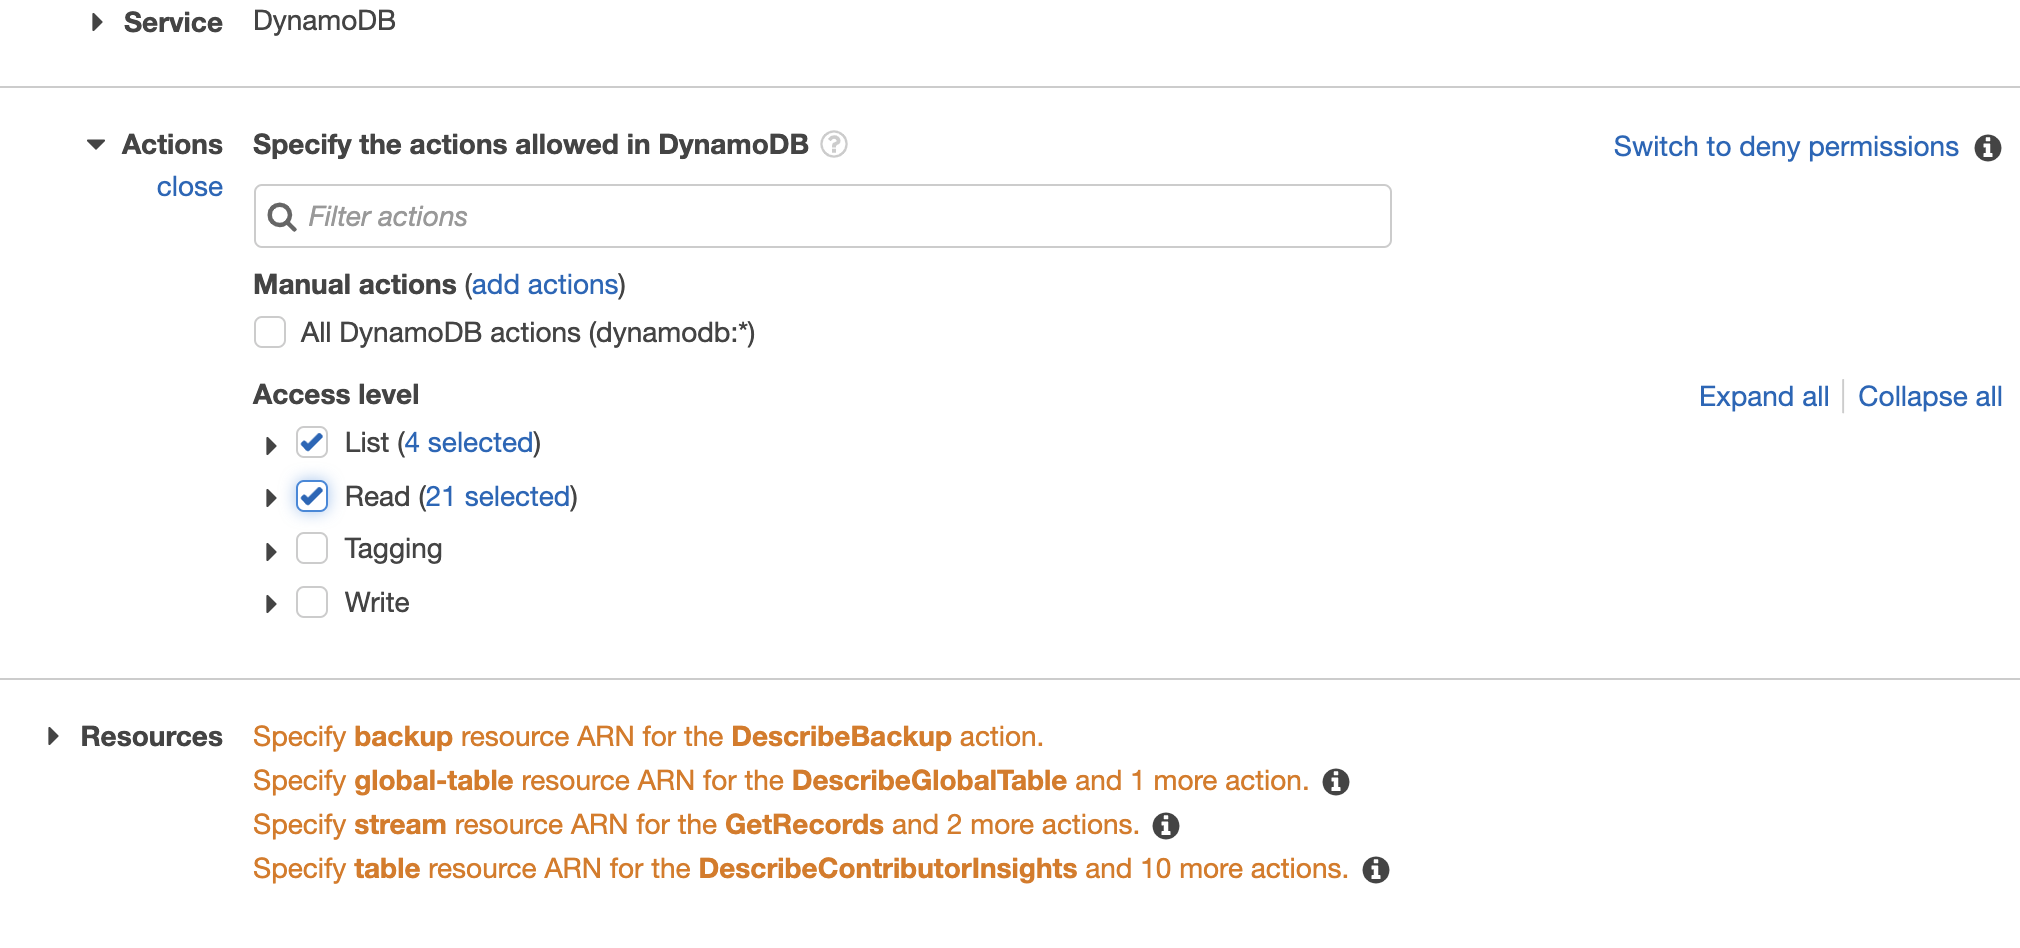 Service DynamoDB
Actions Specify the actions allowed in DynamoDB ? Switch to deny permissions i
close
Filter actions
Manual actions (add actions)
All DynamoDB actions (dynamodb:*)
Access level Expand all Collapse all
List (4 selected)
Read (21 selected)
Tagging
Write
Resources Specify backup resource ARN for the DescribeBackup action.
Specify global-table resource ARN for the DescribeGlobalTable and 1 more action. i
Specify stream resource ARN for the GetRecords and 2 more actions. i
Specify table resource ARN for the DescribeContributorInsights and 10 more actions. i